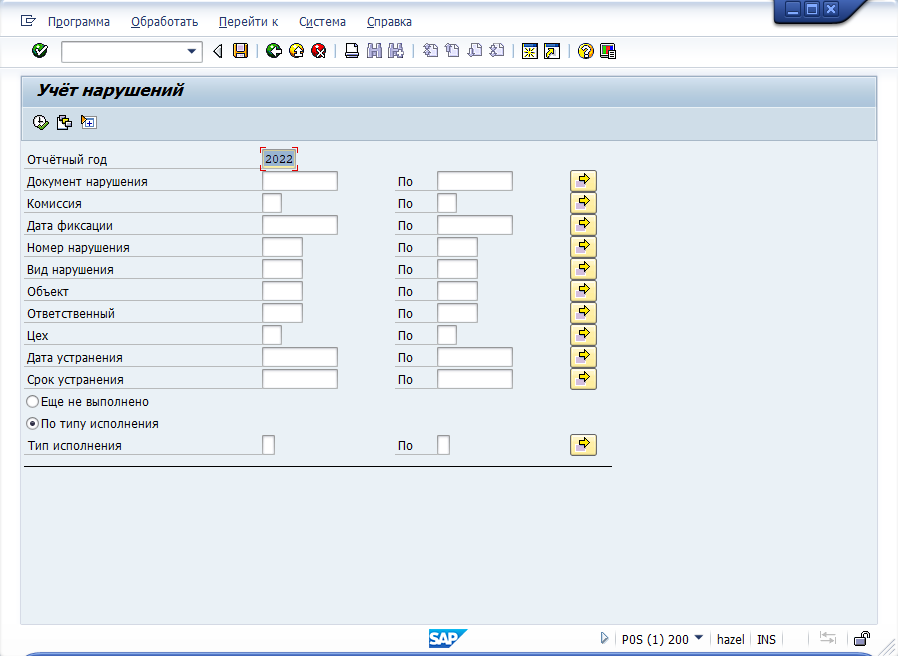 Программа Обработать Перейти к Система Справка
Учёт нарушений
Отчётный год 2022
Документ нарушения По
Комиссия По
Дата фиксации По
Номер нарушения По
Вид нарушения По
Объект По
Ответственный По
Цех По
Дата устранения По
Срок устранения По
Еще не выполнено
По типу исполнения
Тип исполнения По
SAP P0S (1) 200 hazel INS